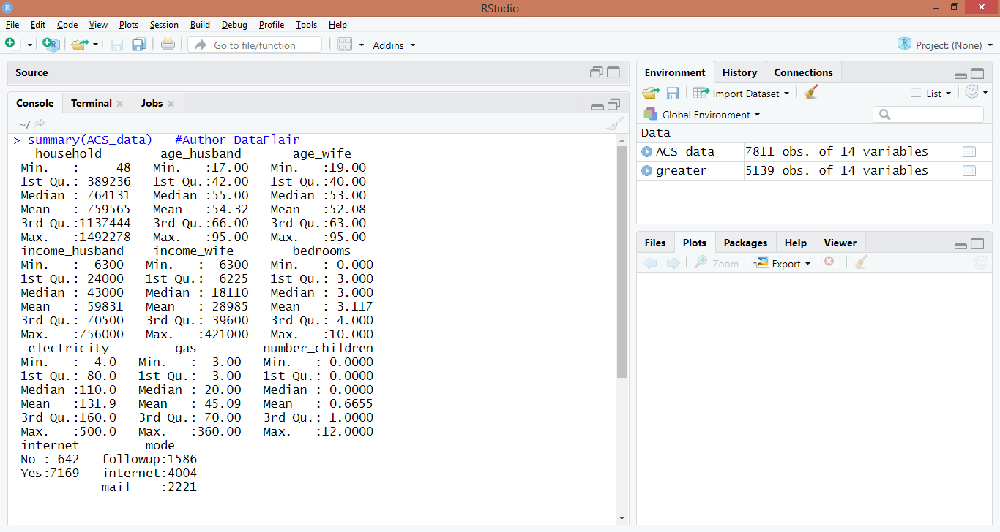 RStudio
File Edit Code View Plots Session Build Debug Profile Tools Help
Go to file/function Addins Project: (None)
Source
Console Terminal Jobs
~/
> summary(ACS_data)   #Author DataFlair
   household        age_husband       age_wife
 Min.   :     48   Min.   :17.00   Min.   :19.00
 1st Qu.: 389236   1st Qu.:42.00   1st Qu.:40.00
 Median : 764131   Median :55.00   Median :53.00
 Mean   : 759565   Mean   :54.32   Mean   :52.08
 3rd Qu.:1137444   3rd Qu.:66.00   3rd Qu.:63.00
 Max.   :1492278   Max.   :95.00   Max.   :95.00
 income_husband    income_wife        bedrooms
 Min.   : -6300   Min.   : -6300   Min.   : 0.000
 1st Qu.: 24000   1st Qu.:  6225   1st Qu.: 3.000
 Median : 43000   Median : 18110   Median : 3.000
 Mean   : 59831   Mean   : 28985   Mean   : 3.117
 3rd Qu.: 70500   3rd Qu.: 39600   3rd Qu.: 4.000
 Max.   :756000   Max.   :421000   Max.   :10.000
  electricity         gas         number_children
 Min.   :  4.0   Min.   :  3.00   Min.   : 0.0000
 1st Qu.: 80.0   1st Qu.:  3.00   1st Qu.: 0.0000
 Median :110.0   Median : 20.00   Median : 0.0000
 Mean   :131.9   Mean   : 45.09   Mean   : 0.6655
 3rd Qu.:160.0   3rd Qu.: 70.00   3rd Qu.: 1.0000
 Max.   :500.0   Max.   :360.00   Max.   :12.0000
 internet         mode
 No : 642   followup:1586
 Yes:7169   internet:4004
            mail    :2221
Environment History Connections
Import Dataset List
Global Environment
Data
ACS_data 7811 obs. of 14 variables
greater 5139 obs. of 14 variables
Files Plots Packages Help Viewer
Zoom Export